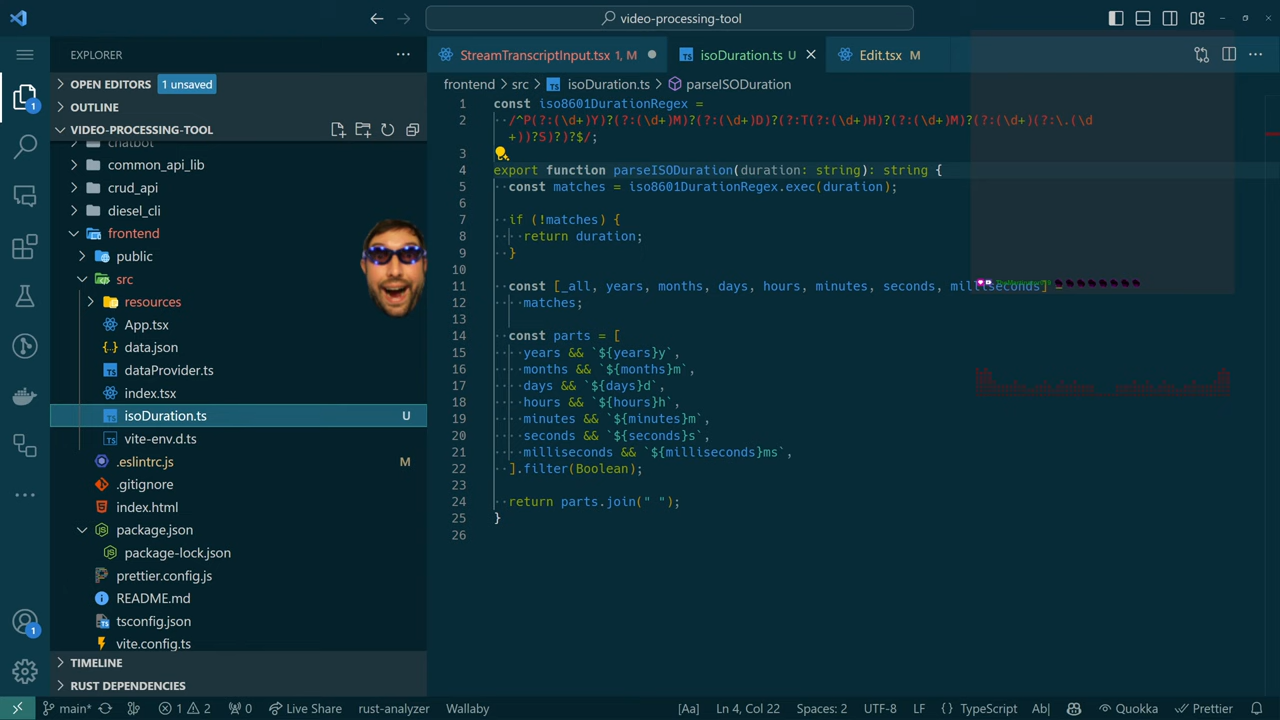 video-processing-tool
EXPLORER
OPEN EDITORS 1 unsaved
OUTLINE
VIDEO-PROCESSING-TOOL
chatbot
common_api_lib
crud_api
diesel_cli
frontend
public
src
resources
App.tsx
data.json
dataProvider.ts
index.tsx
isoDuration.ts U
vite-env.d.ts
.eslintrc.js M
.gitignore
index.html
package.json
package-lock.json
prettier.config.js
README.md
tsconfig.json
vite.config.ts
TIMELINE
RUST DEPENDENCIES
StreamTranscriptInput.tsx 1, M
isoDuration.ts U
Edit.tsx M
frontend > src > isoDuration.ts > parseISODuration
1 const iso8601DurationRegex =
2 /^P(?:(\d+)Y)?(?:(\d+)M)?(?:(\d+)D)?(?:T(?:(\d+)H)?(?:(\d+)M)?(?:(\d+)(?:\.(\d
+))?S)?)?$/;
3
4 export function parseISODuration(duration: string): string {
5 const matches = iso8601DurationRegex.exec(duration);
6
7 if (!matches) {
8 return duration;
9 }
10
11 const [_all, years, months, days, hours, minutes, seconds, milliseconds] =
12 matches;
13
14 const parts = [
15 years && `${years}y`,
16 months && `${months}m`,
17 days && `${days}d`,
18 hours && `${hours}h`,
19 minutes && `${minutes}m`,
20 seconds && `${seconds}s`,
21 milliseconds && `${milliseconds}ms`,
22 ].filter(Boolean);
23
24 return parts.join(" ");
25 }
26
main* 1 2 0 Live Share rust-analyzer Wallaby [Aa] Ln 4, Col 22 Spaces: 2 UTF-8 LF {} TypeScript Ab| Quokka Prettier